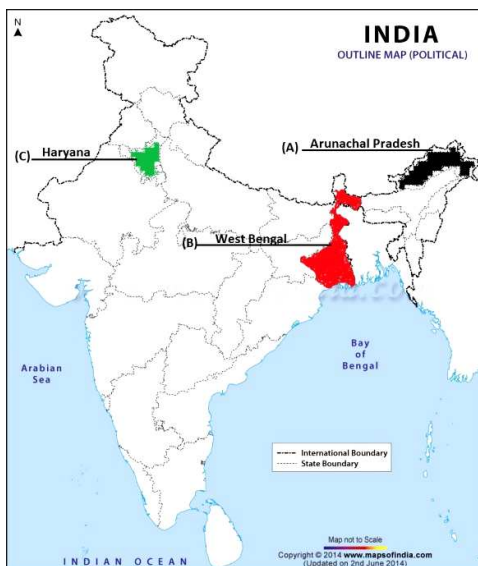 N
INDIA
OUTLINE MAP (POLITICAL)
(A) Arunachal Pradesh
(C) Haryana
(B) West Bengal
Arabian
Sea
Bay
of
Bengal
International Boundary
State Boundary
Map not to Scale
Copyright © 2014 www.mapsofindia.com
(Updated on 2nd June 2014)
INDIAN OCEAN